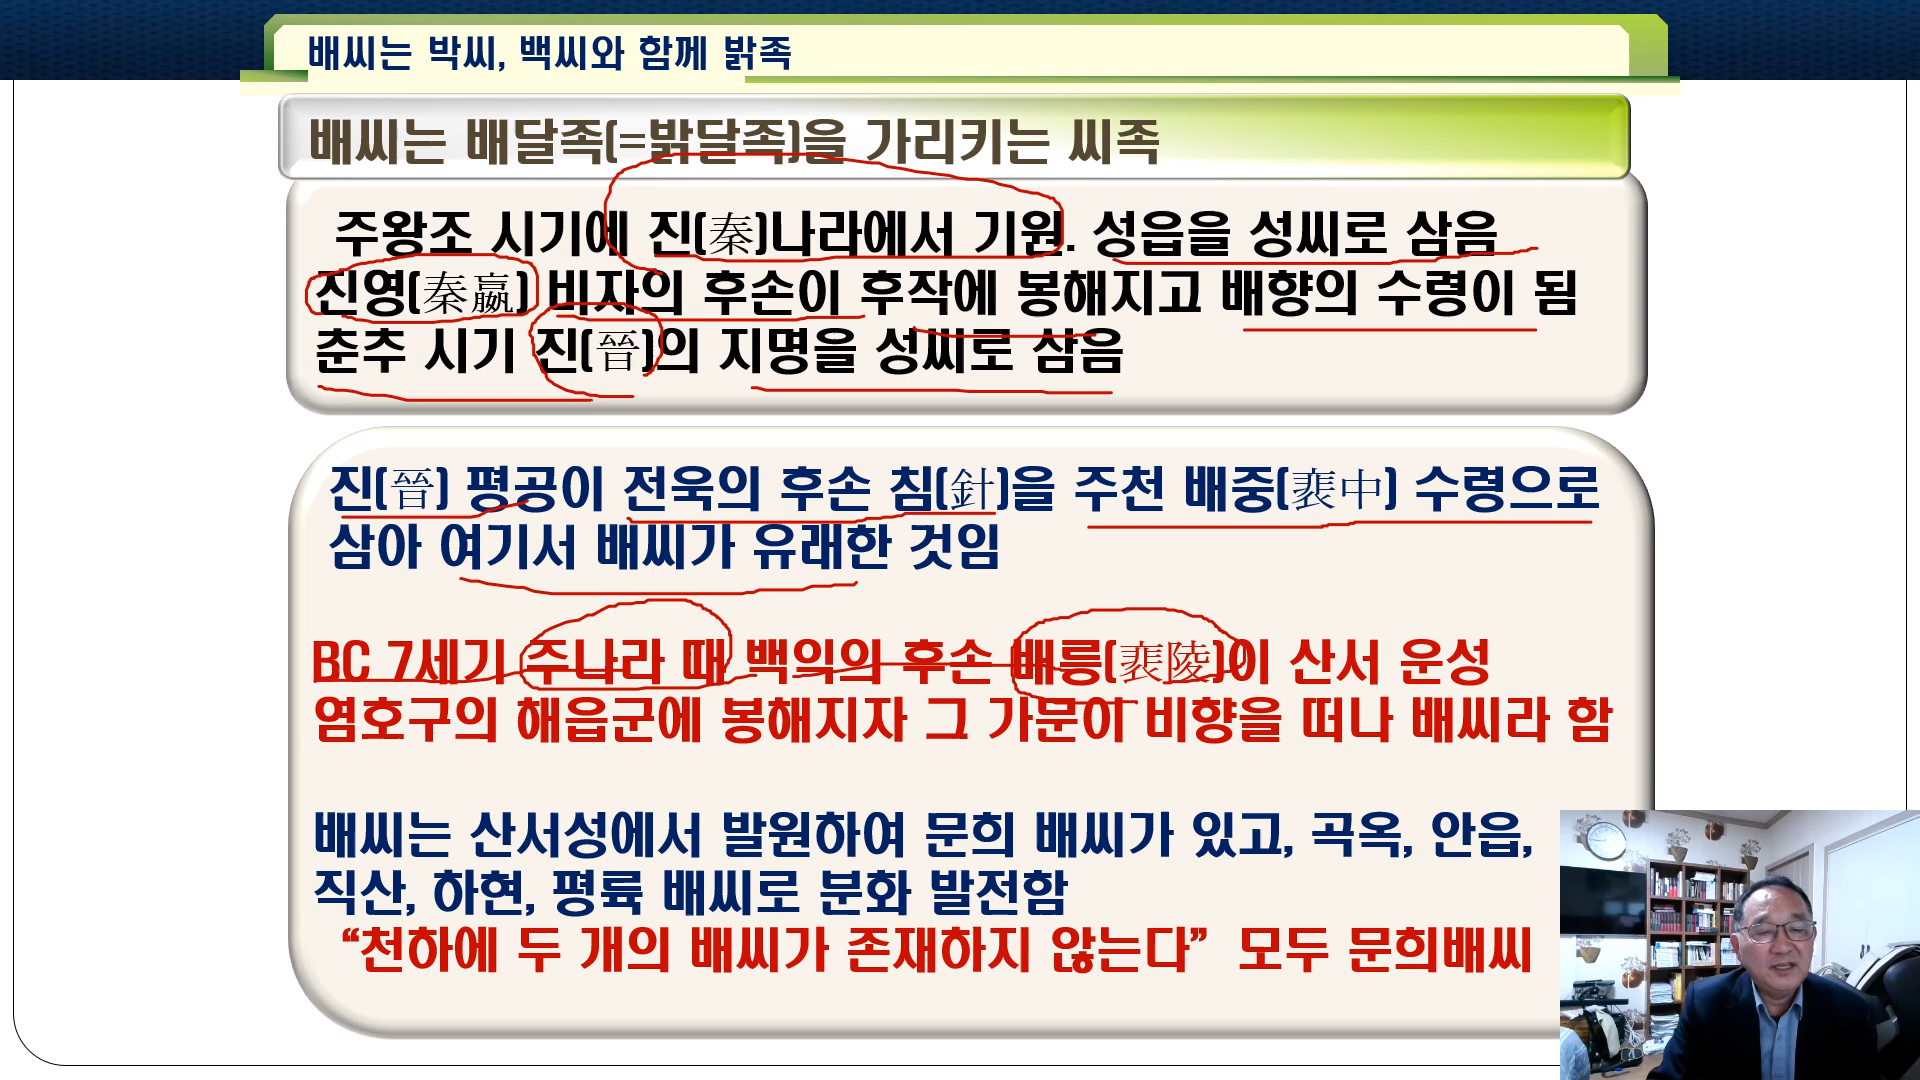 배씨는 박씨, 백씨와 함께 밝족
배씨는 배달족(=밝달족)을 가리키는 씨족
주왕조 시기에 진(秦)나라에서 기원. 성읍을 성씨로 삼음
진영(秦嬴) 비자의 후손이 후작에 봉해지고 배향의 수령이 됨
춘추 시기 진(晉)의 지명을 성씨로 삼음
진(晉) 평공이 전욱의 후손 침(針)을 주천 배중(裵中) 수령으로
삼아 여기서 배씨가 유래한 것임
BC 7세기 주나라 때 백익의 후손 배릉(裵陵)이 산서 운성
염호구의 해읍군에 봉해지자 그 가문이 비향을 떠나 배씨라 함
배씨는 산서성에서 발원하여 문희 배씨가 있고, 곡옥, 안읍,
직산, 하현, 평륙 배씨로 분화 발전함
“천하에 두 개의 배씨가 존재하지 않는다” 모두 문희배씨